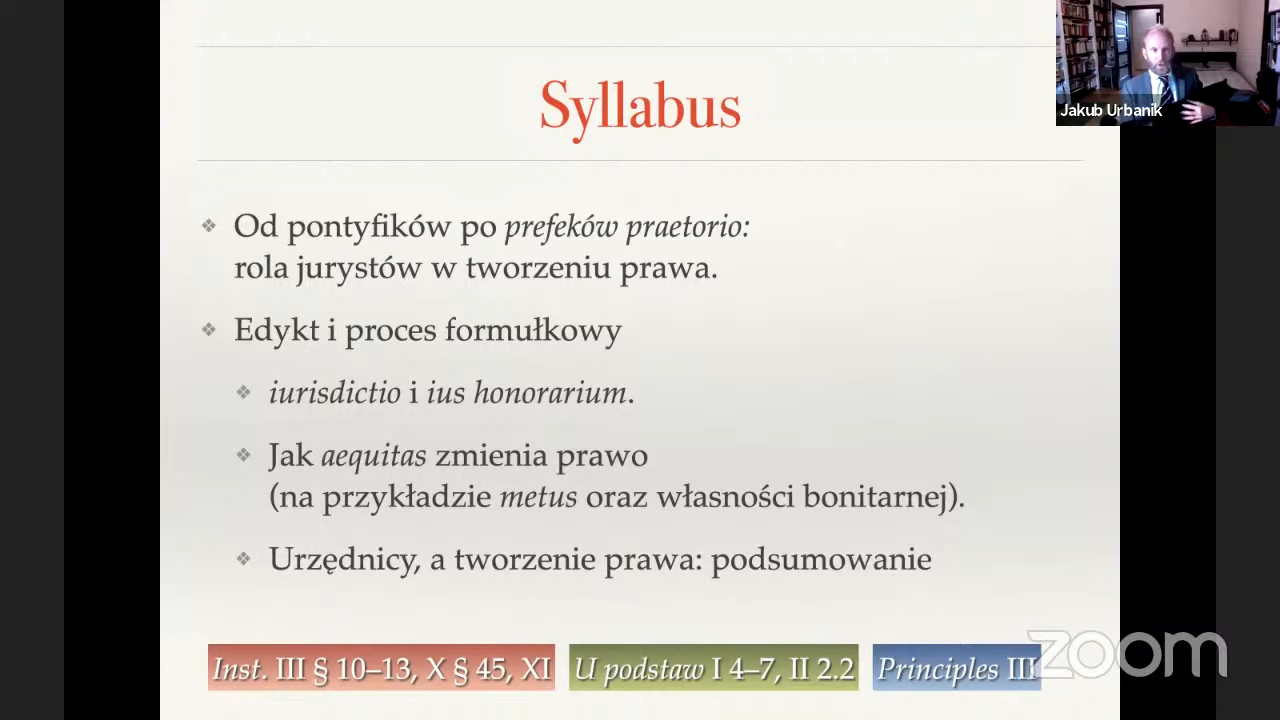 Syllabus
Jakub Urbanik
Od pontyfików po prefeków praetorio:
rola jurystów w tworzeniu prawa.
Edykt i proces formułkowy
iurisdictio i ius honorarium.
Jak aequitas zmienia prawo
(na przykładzie metus oraz własności bonitarnej).
Urzędnicy, a tworzenie prawa: podsumowanie
Inst. III § 10–13, X § 45, XI
U podstaw I 4–7, II 2.2
Principles III
zoom